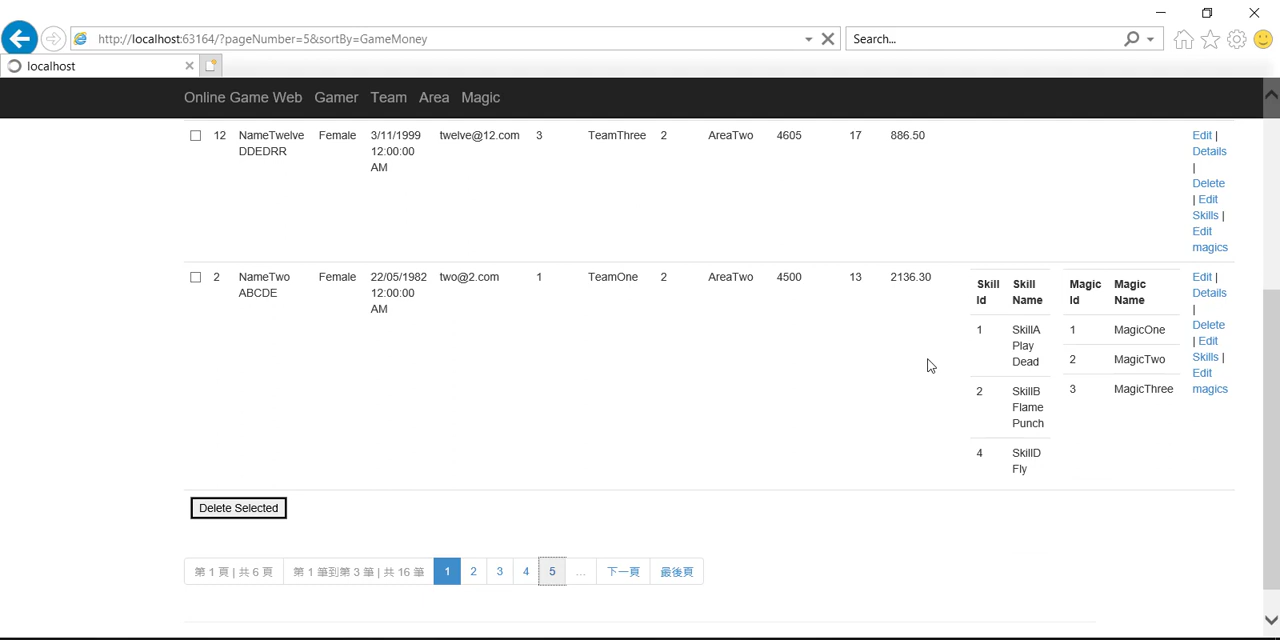 http://localhost:63164/?pageNumber=5&sortBy=GameMoney
Search...
localhost
Online Game Web Gamer Team Area Magic
12 NameTwelve Female 3/11/1999 twelve@12.com 3 TeamThree 2 AreaTwo 4605 17 886.50 Edit |
DDEDRR 12:00:00 Details
AM |
Delete
| Edit
Skills |
Edit
magics
2 NameTwo Female 22/05/1982 two@2.com 1 TeamOne 2 AreaTwo 4500 13 2136.30 Skill Skill Magic Magic Edit |
ABCDE 12:00:00 Id Name Id Name Details
AM |
1 SkillA 1 MagicOne Delete
Play | Edit
Dead 2 MagicTwo Skills |
Edit
2 SkillB 3 MagicThree magics
Flame
Punch
4 SkillD
Fly
Delete Selected
第 1 頁 | 共 6 頁 第 1 筆到第 3 筆 | 共 16 筆 1 2 3 4 5 ... 下一頁 最後頁